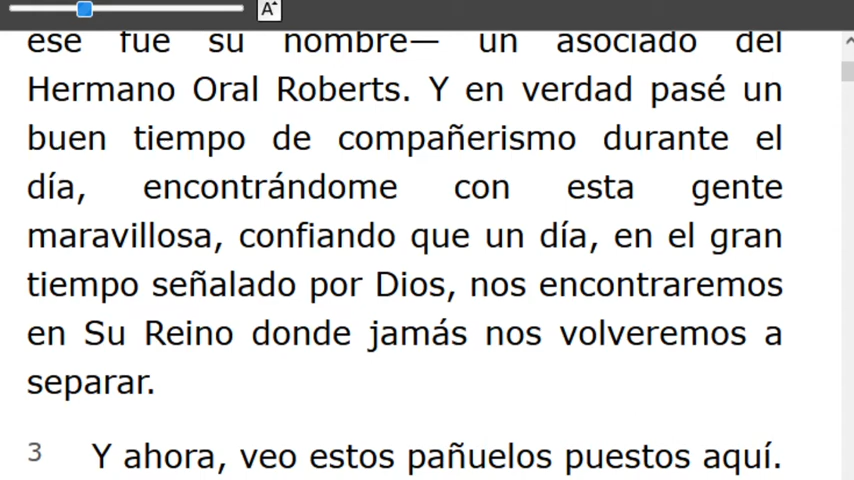 A
ese fue su nombre— un asociado del
Hermano Oral Roberts. Y en verdad pasé un
buen tiempo de compañerismo durante el
día, encontrándome con esta gente
maravillosa, confiando que un día, en el gran
tiempo señalado por Dios, nos encontraremos
en Su Reino donde jamás nos volveremos a
separar.
3 Y ahora, veo estos pañuelos puestos aquí.